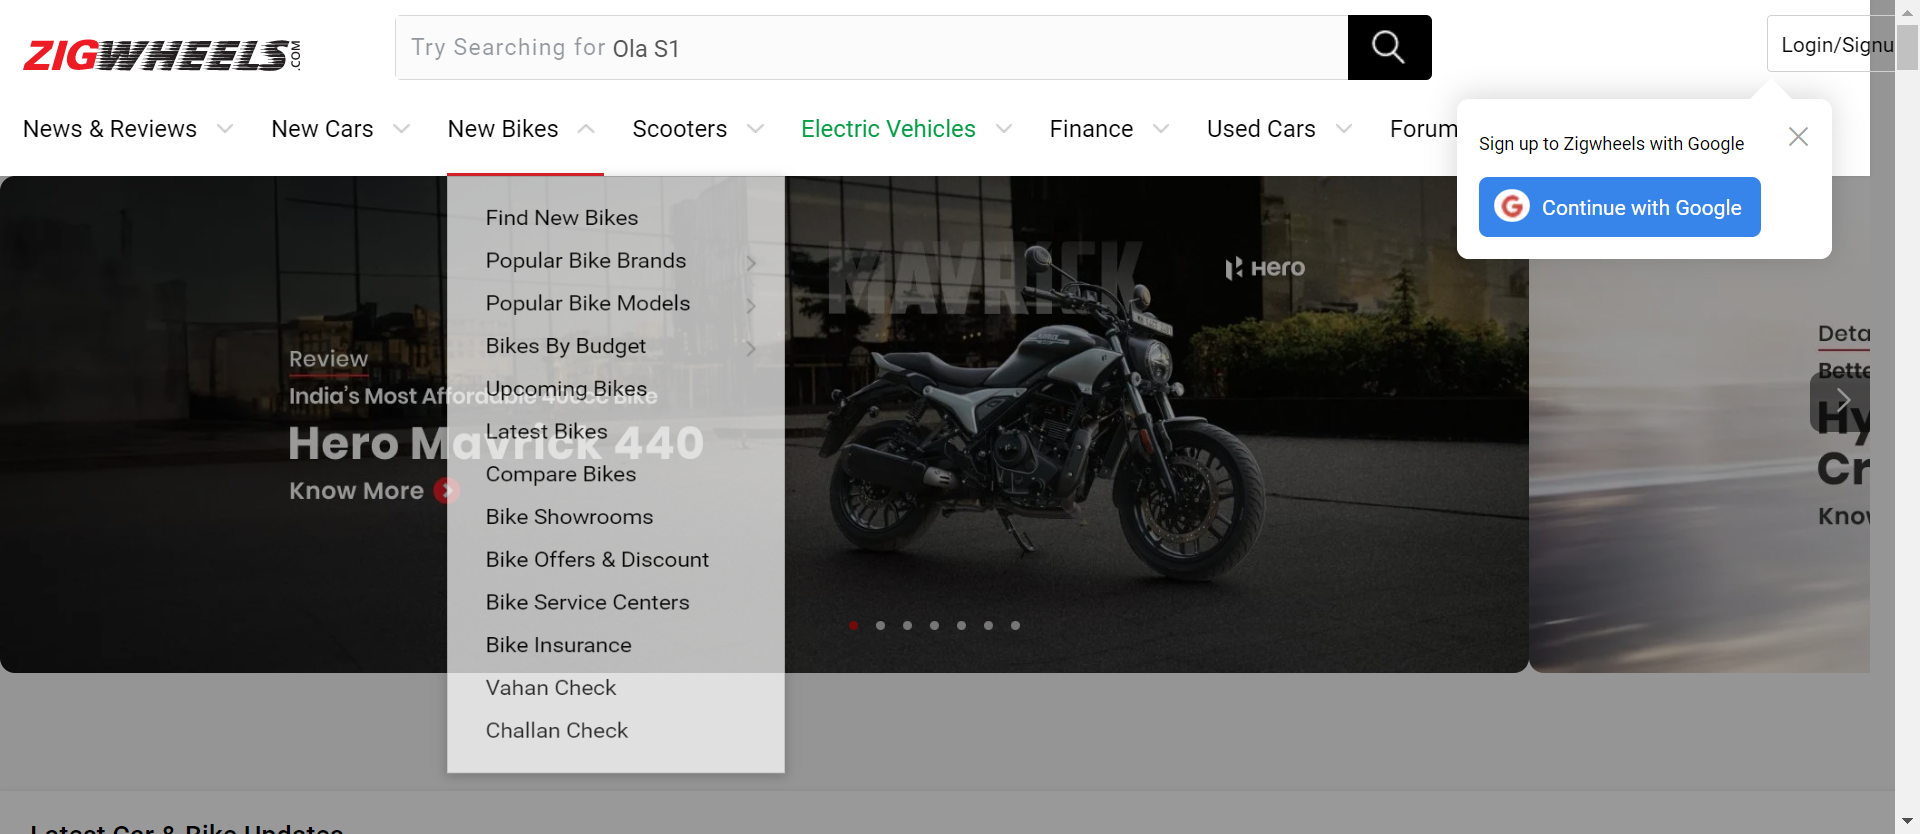 ZIGWHEELS.COM
Try Searching for Ola S1
Login/Signu
News & Reviews
New Cars
New Bikes
Scooters
Electric Vehicles
Finance
Used Cars
Forum
Sign up to Zigwheels with Google
Continue with Google
Find New Bikes
Popular Bike Brands
Popular Bike Models
Bikes By Budget
Upcoming Bikes
Latest Bikes
Compare Bikes
Bike Showrooms
Bike Offers & Discount
Bike Service Centers
Bike Insurance
Vahan Check
Challan Check
Review
India's Most Affordable 400cc Bike
Hero Mavrick 440
Know More
MAVRICK
Hero
Deta
Bette
Hy
Cr
Know
Latest Car & Bike Updates